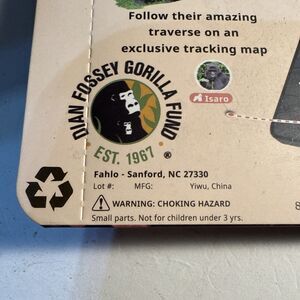 Follow their amazing
traverse on an
exclusive tracking map
Isaro
DIAN FOSSEY GORILLA FUND
• EST. 1967 • ®
Fahlo - Sanford, NC 27330
Lot #: MFG: Yiwu, China
WARNING: CHOKING HAZARD
Small parts. Not for children under 3 yrs.
8